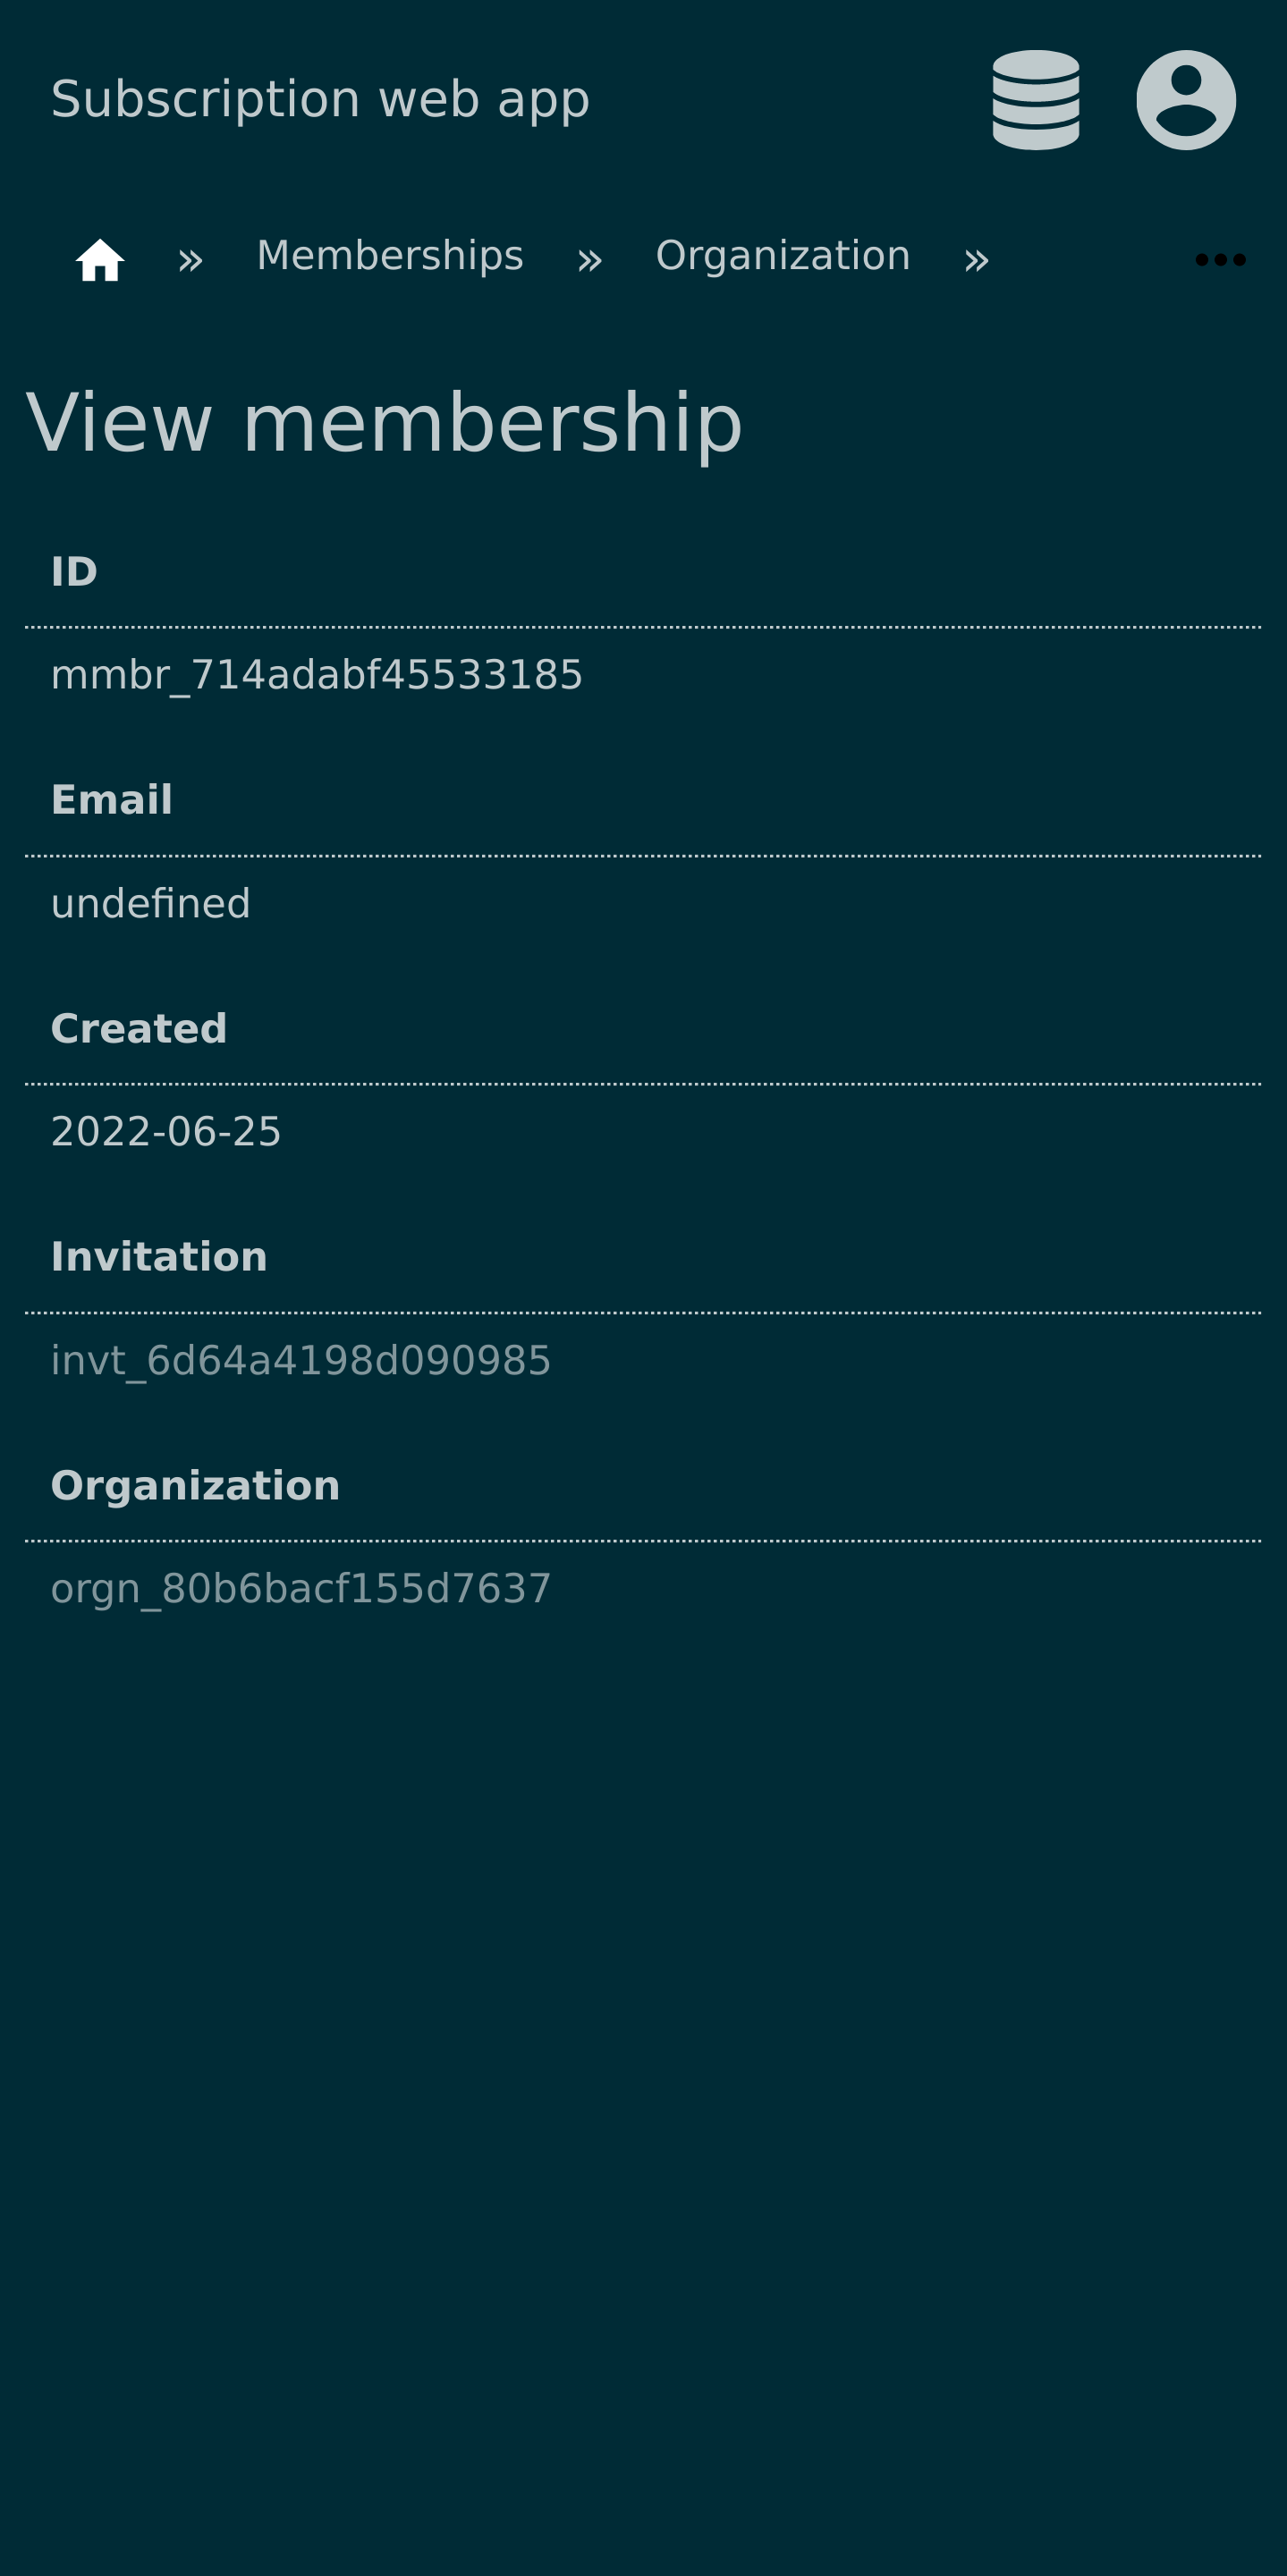 Subscription web app
» Memberships » Organization » •••
View membership
ID
mmbr_714adabf45533185
Email
undefined
Created
2022-06-25
Invitation
invt_6d64a4198d090985
Organization
orgn_80b6bacf155d7637